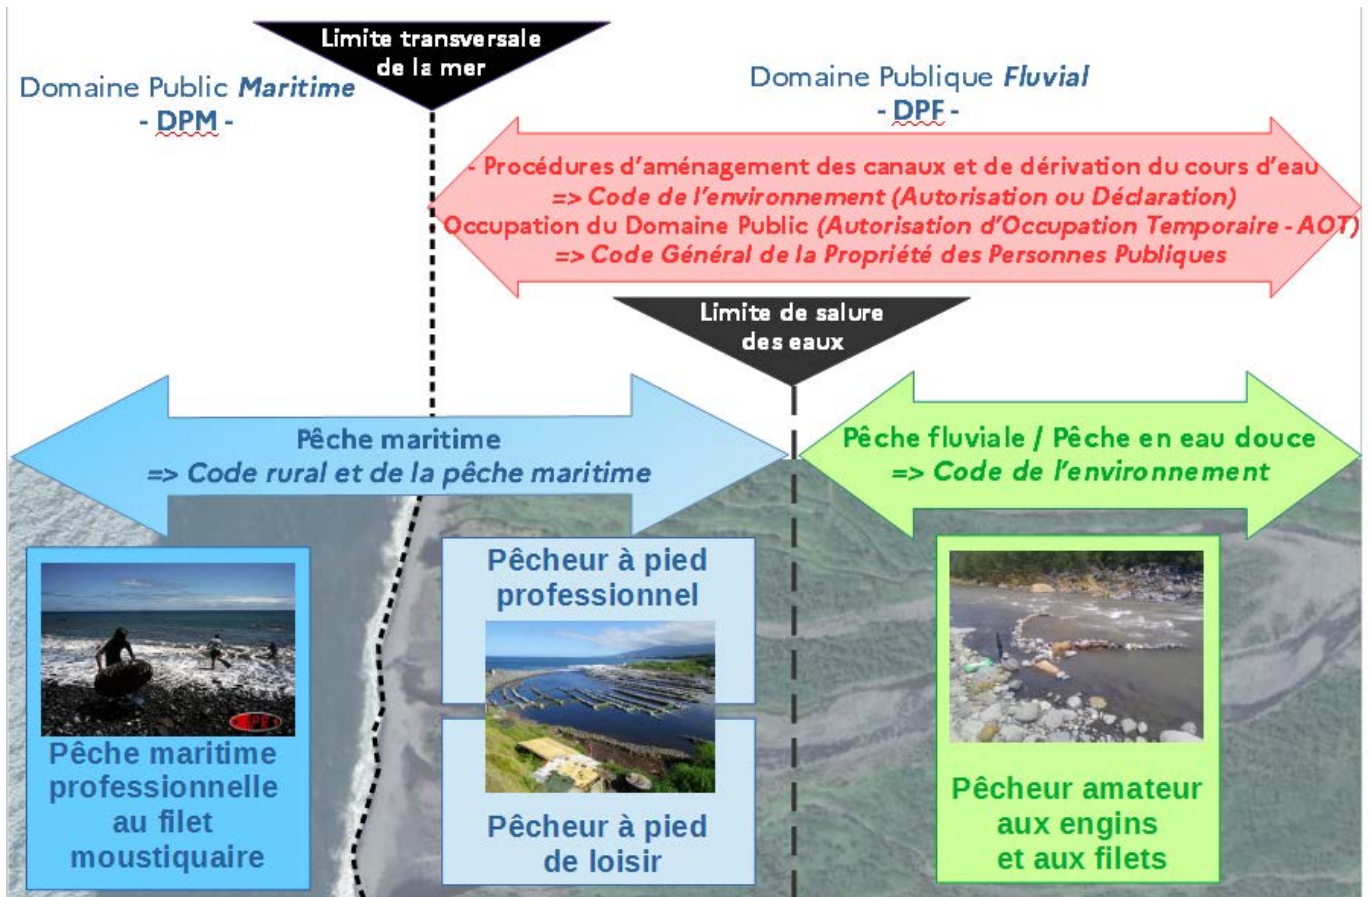 Limite transversale
de la mer
Domaine Public Maritime
- DPM -
Domaine Publique Fluvial
- DPF -
- Procédures d'aménagement des canaux et de dérivation du cours d'eau
=> Code de l'environnement (Autorisation ou Déclaration)
Occupation du Domaine Public (Autorisation d'Occupation Temporaire - AOT)
=> Code Général de la Propriété des Personnes Publiques
Limite de salure
des eaux
Pêche maritime
=> Code rural et de la pêche maritime
Pêche fluviale / Pêche en eau douce
=> Code de l'environnement
Pêche maritime
professionnelle
au filet
moustiquaire
Pêcheur à pied
professionnel
Pêcheur à pied
de loisir
Pêcheur amateur
aux engins
et aux filets